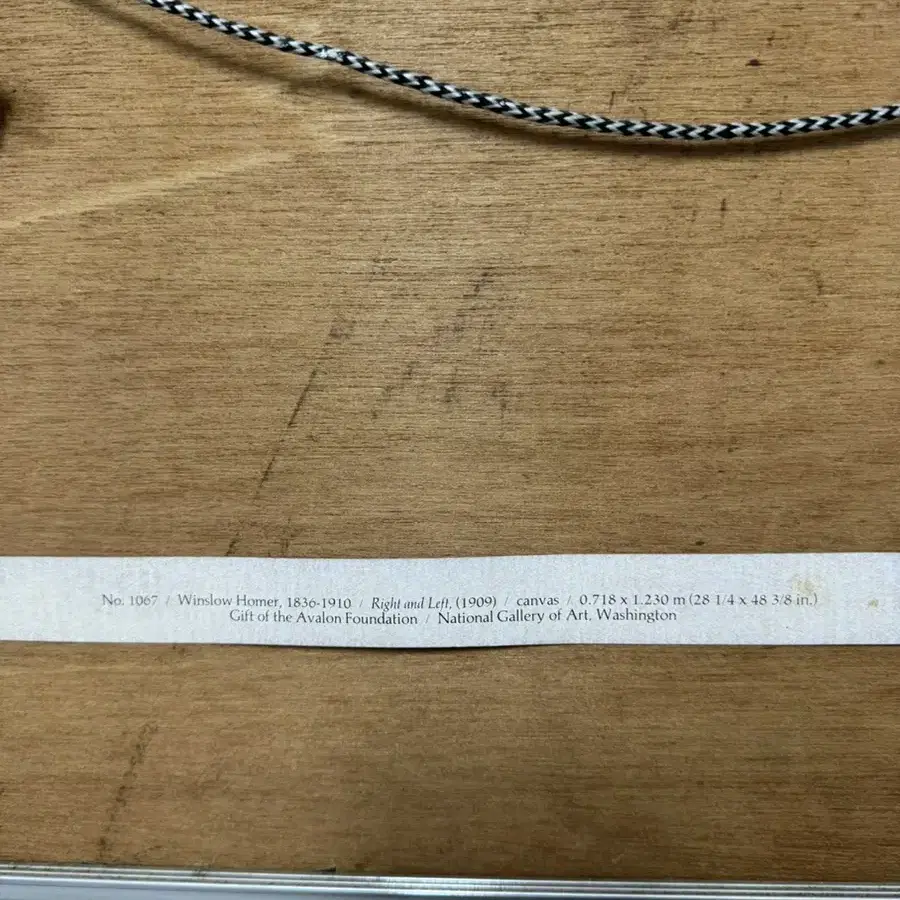 No. 1067 / Winslow Homer, 1836-1910 / Right and Left, (1909) / canvas / 0.718 x 1.230 m (28 1/4 x 48 3/8 in.)
Gift of the Avalon Foundation / National Gallery of Art, Washington